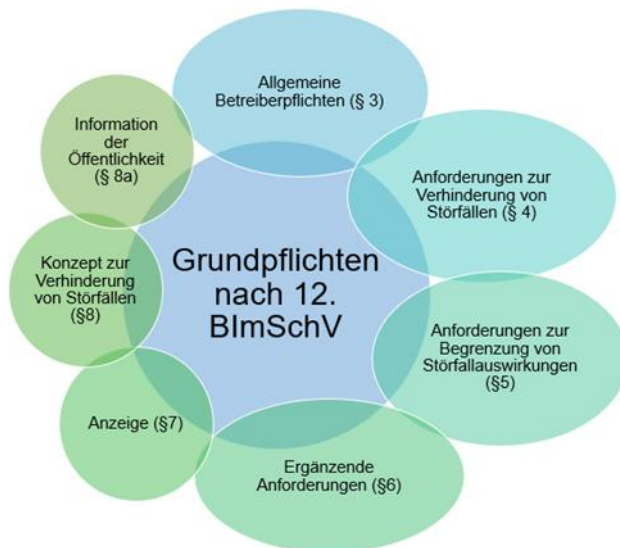 Allgemeine
Betreiberpflichten (§ 3)
Anforderungen zur
Verhinderung von
Störfällen (§ 4)
Anforderungen zur
Begrenzung von
Störfallauswirkungen
(§5)
Ergänzende
Anforderungen (§6)
Anzeige (§7)
Konzept zur
Verhinderung
von Störfällen
(§8)
Information
der
Öffentlichkeit
(§ 8a)
Grundpflichten
nach 12.
BImSchV